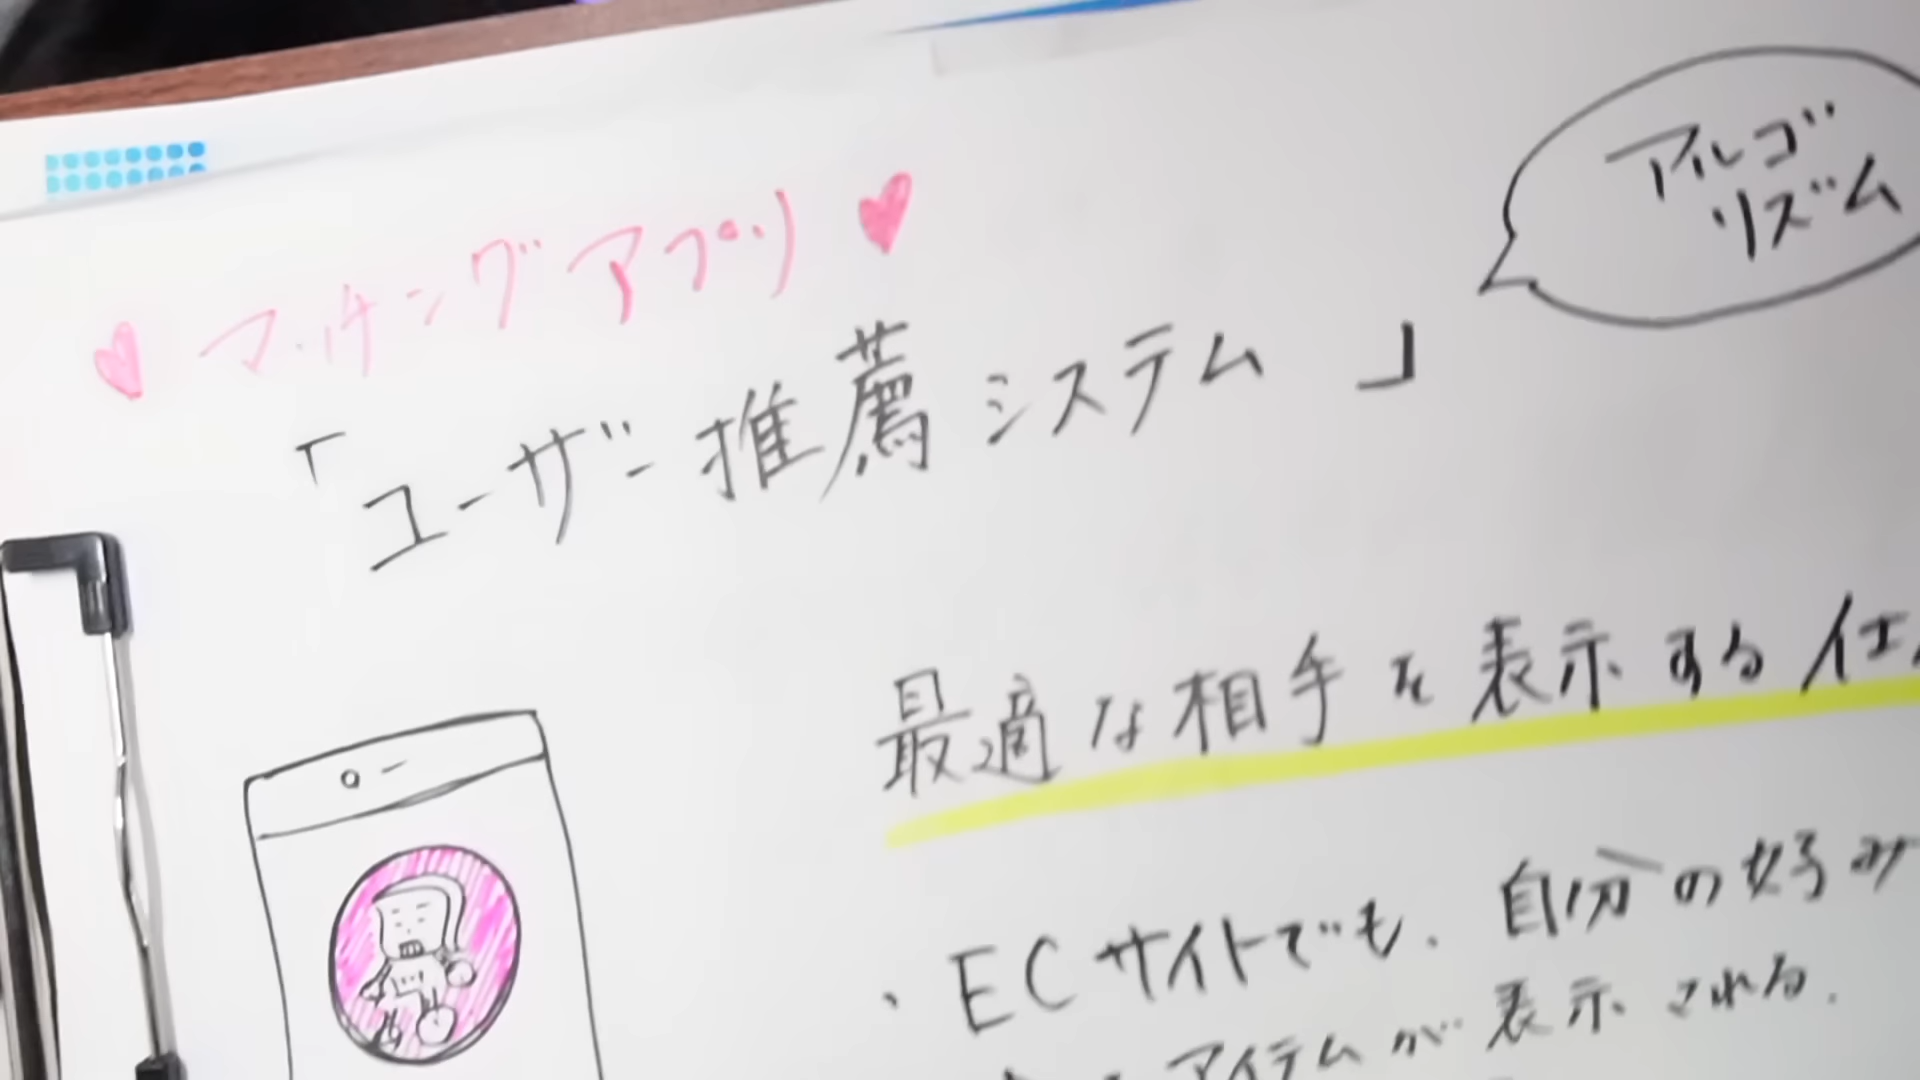 マッチングアプリ
「ユーザー推薦システム」
アルゴ
リズム
最適な相手を表示する仕
・ECサイトでも、自分の好み
アイテムが表示される.